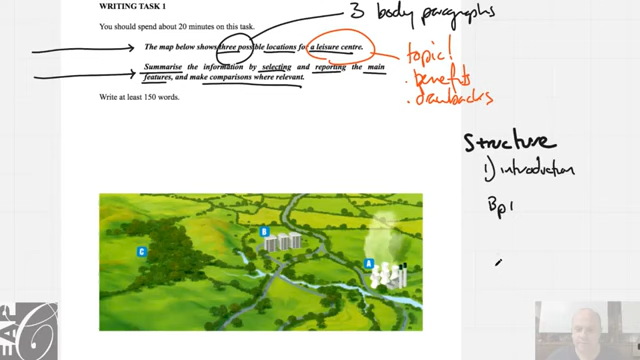 WRITING TASK 1
3 body paragraphs
You should spend about 20 minutes on this task.
The map below shows three possible locations for a leisure centre.
Summarise the information by selecting and reporting the main
features, and make comparisons where relevant.
Write at least 150 words.
topic!
• benefits
• drawbacks
Structure
1) introduction
Bp1
B
C
A
EAP